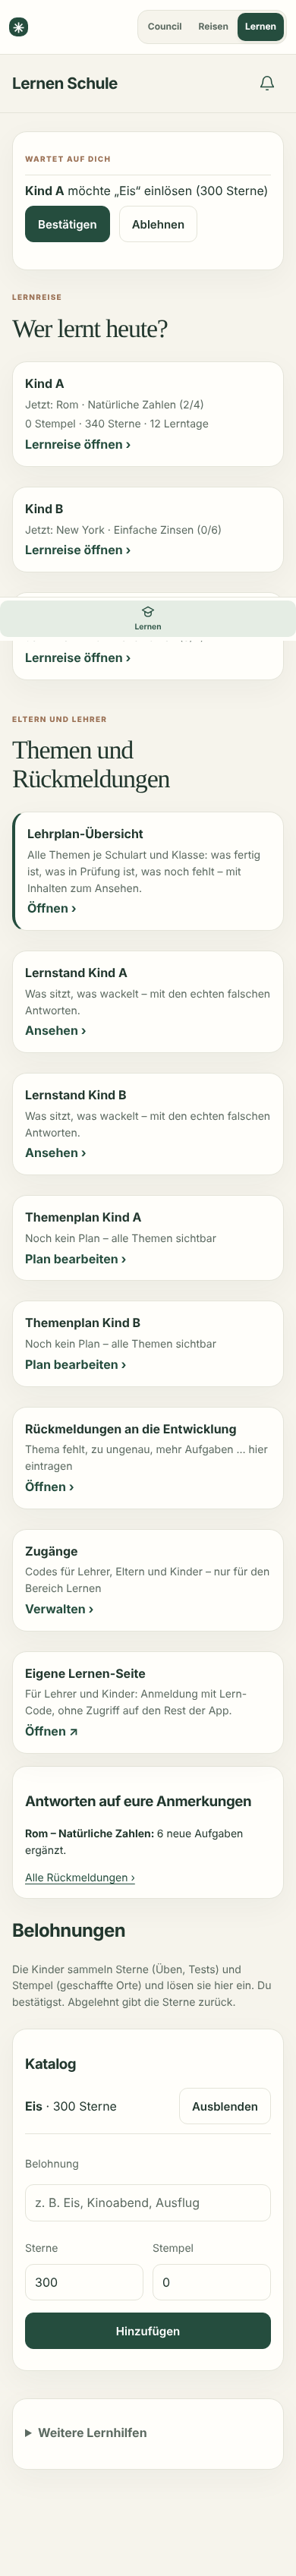 Council Reisen Lernen
Lernen Schule
WARTET AUF DICH
Kind A möchte „Eis“ einlösen (300 Sterne)
Bestätigen Ablehnen
LERNREISE
Wer lernt heute?
Kind A
Jetzt: Rom · Natürliche Zahlen (2/4)
0 Stempel · 340 Sterne · 12 Lerntage
Lernreise öffnen ›
Kind B
Jetzt: New York · Einfache Zinsen (0/6)
Lernreise öffnen ›
Lernen
Lernreise öffnen ›
ELTERN UND LEHRER
Themen und
Rückmeldungen
Lehrplan-Übersicht
Alle Themen je Schulart und Klasse: was fertig
ist, was in Prüfung ist, was noch fehlt – mit
Inhalten zum Ansehen.
Öffnen ›
Lernstand Kind A
Was sitzt, was wackelt – mit den echten falschen
Antworten.
Ansehen ›
Lernstand Kind B
Was sitzt, was wackelt – mit den echten falschen
Antworten.
Ansehen ›
Themenplan Kind A
Noch kein Plan – alle Themen sichtbar
Plan bearbeiten ›
Themenplan Kind B
Noch kein Plan – alle Themen sichtbar
Plan bearbeiten ›
Rückmeldungen an die Entwicklung
Thema fehlt, zu ungenau, mehr Aufgaben … hier
eintragen
Öffnen ›
Zugänge
Codes für Lehrer, Eltern und Kinder – nur für den
Bereich Lernen
Verwalten ›
Eigene Lernen-Seite
Für Lehrer und Kinder: Anmeldung mit Lern-
Code, ohne Zugriff auf den Rest der App.
Öffnen ↗
Antworten auf eure Anmerkungen
Rom – Natürliche Zahlen: 6 neue Aufgaben
ergänzt.
Alle Rückmeldungen ›
Belohnungen
Die Kinder sammeln Sterne (Üben, Tests) und
Stempel (geschaffte Orte) und lösen sie hier ein. Du
bestätigst. Abgelehnt gibt die Sterne zurück.
Katalog
Eis · 300 Sterne Ausblenden
Belohnung
z. B. Eis, Kinoabend, Ausflug
Sterne Stempel
300 0
Hinzufügen
▶ Weitere Lernhilfen